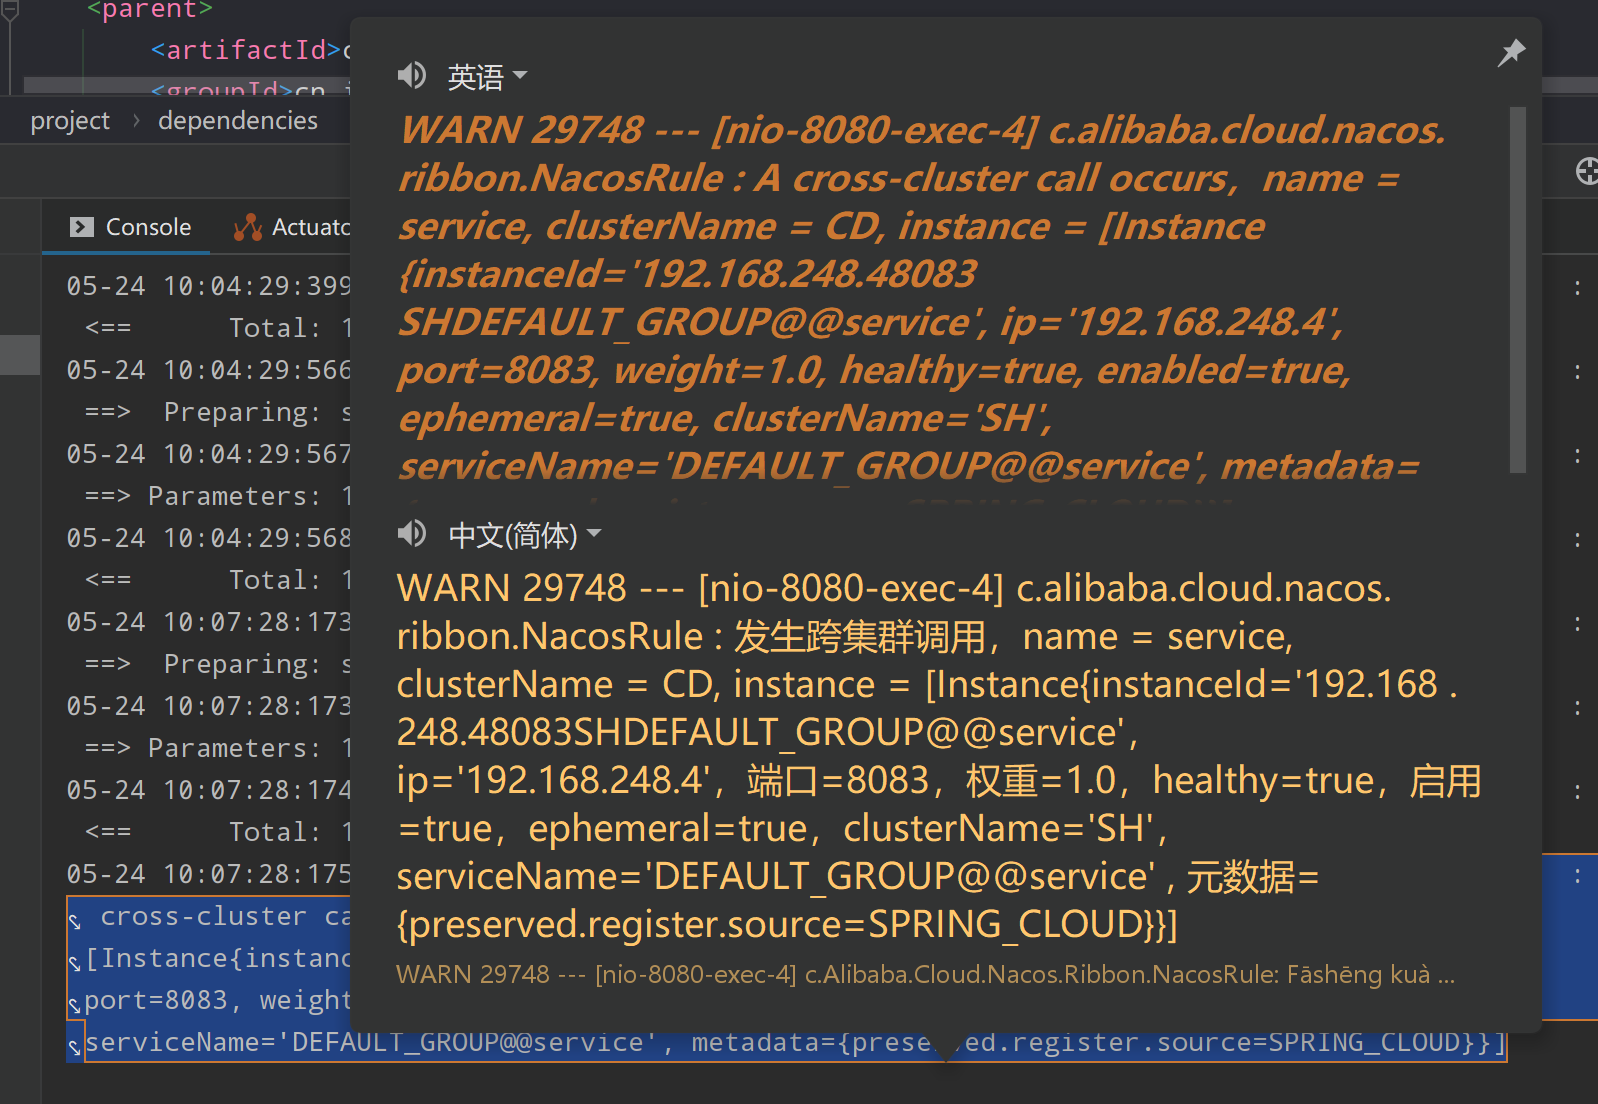 <parent>
<artifactId>
<groupId>cn
project › dependencies
Console Actuato
05-24 10:04:29:399 :
<== Total: 1
05-24 10:04:29:566 :
==> Preparing: s
05-24 10:04:29:567 :
==> Parameters: 1
05-24 10:04:29:568 :
<== Total: 1
05-24 10:07:28:173 :
==> Preparing: s
05-24 10:07:28:173 :
==> Parameters: 1
05-24 10:07:28:174 :
<== Total: 1
05-24 10:07:28:175 :
cross-cluster ca
[Instance{instanc
port=8083, weight
serviceName='DEFAULT_GROUP@@service', metadata={preserved.register.source=SPRING_CLOUD}}]
英语
WARN 29748 --- [nio-8080-exec-4] c.alibaba.cloud.nacos.
ribbon.NacosRule : A cross-cluster call occurs，name =
service, clusterName = CD, instance = [Instance
{instanceId='192.168.248.48083
SHDEFAULT_GROUP@@service', ip='192.168.248.4',
port=8083, weight=1.0, healthy=true, enabled=true,
ephemeral=true, clusterName='SH',
serviceName='DEFAULT_GROUP@@service', metadata=
中文(简体)
WARN 29748 --- [nio-8080-exec-4] c.alibaba.cloud.nacos.
ribbon.NacosRule : 发生跨集群调用，name = service,
clusterName = CD, instance = [Instance{instanceId='192.168 .
248.48083SHDEFAULT_GROUP@@service',
ip='192.168.248.4'，端口=8083，权重=1.0，healthy=true，启用
=true，ephemeral=true，clusterName='SH'，
serviceName='DEFAULT_GROUP@@service' , 元数据=
{preserved.register.source=SPRING_CLOUD}}]
WARN 29748 --- [nio-8080-exec-4] c.Alibaba.Cloud.Nacos.Ribbon.NacosRule: Fāshēng kuà ...